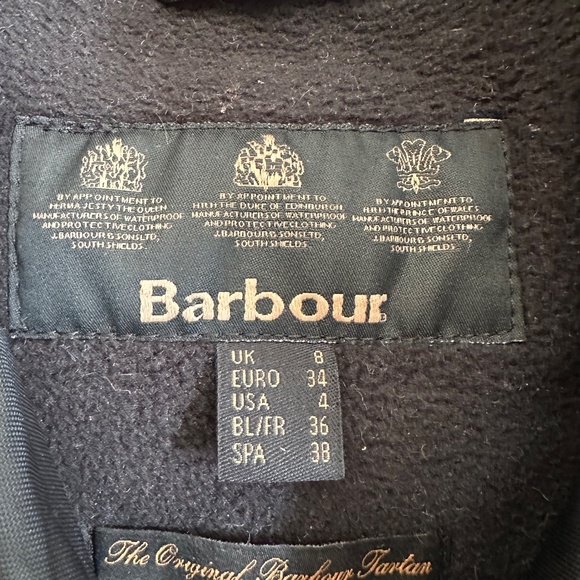 BY APPOINTMENT TO
HER MAJESTY THE QUEEN
MANUFACTURERS OF WATERPROOF
AND PROTECTIVE CLOTHING
J.BARBOUR & SONS LTD,
SOUTH SHIELDS
BY APPOINTMENT TO
H.R.H THE DUKE OF EDINBURGH
MANUFACTURERS OF WATERPROOF
AND PROTECTIVE CLOTHING
J.BARBOUR & SONS LTD,
SOUTH SHIELDS
BY APPOINTMENT TO
H.R.H THE PRINCE OF WALES
MANUFACTURERS OF WATERPROOF
AND PROTECTIVE CLOTHING
J.BARBOUR & SONS LTD,
SOUTH SHIELDS
Barbour
UK 8
EURO 34
USA 4
BL/FR 36
SPA 38
The Original Barbour Tartan